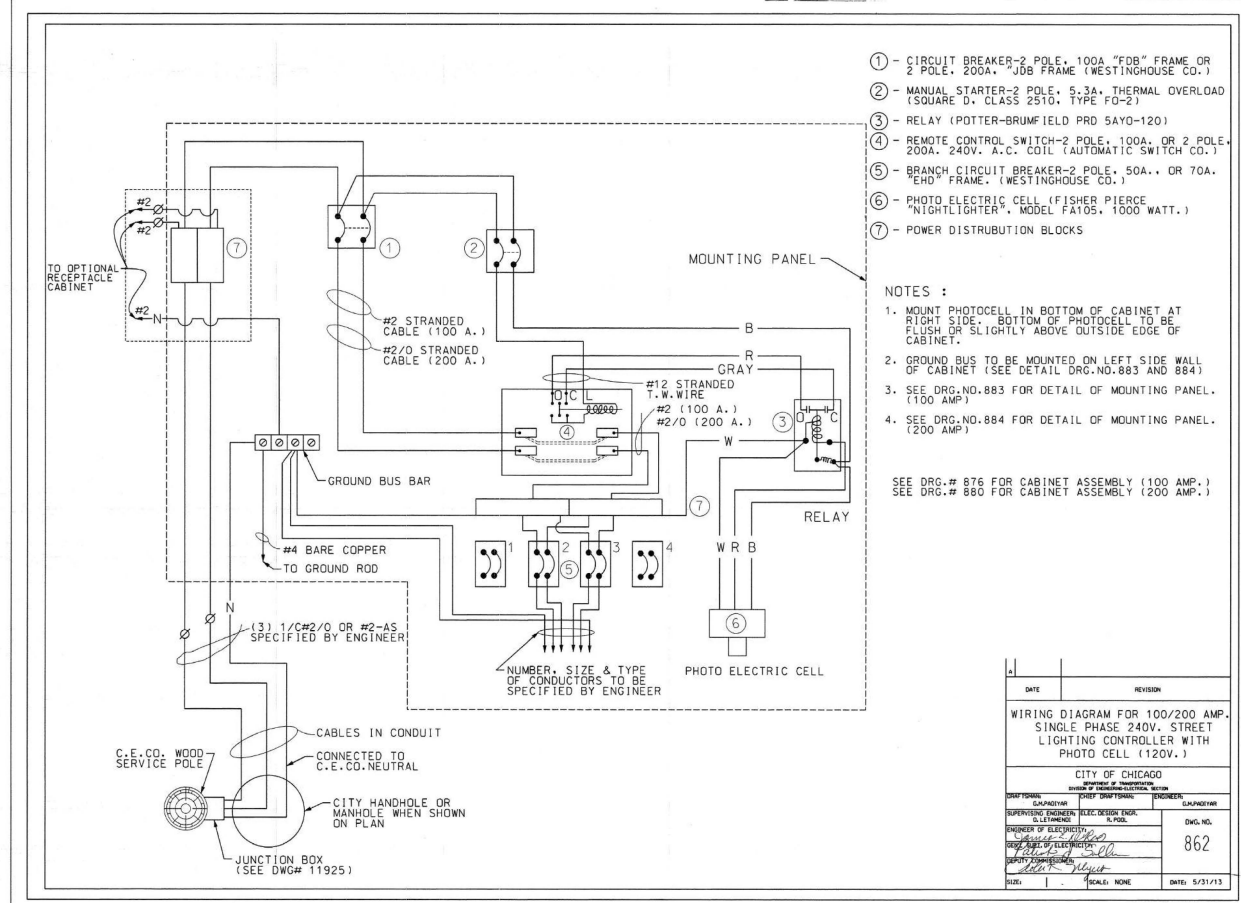 ① - CIRCUIT BREAKER-2 POLE, 100A "FDB" FRAME OR
2 POLE, 200A, "JDB FRAME (WESTINGHOUSE CO.)
② - MANUAL STARTER-2 POLE, 5.3A, THERMAL OVERLOAD
(SQUARE D, CLASS 2510, TYPE FO-2)
③ - RELAY (POTTER-BRUMFIELD PRD 5AYO-120)
④ - REMOTE CONTROL SWITCH-2 POLE, 100A, OR 2 POLE,
200A. 240V. A.C. COIL (AUTOMATIC SWITCH CO.)
⑤ - BRANCH CIRCUIT BREAKER-2 POLE, 50A., OR 70A.
"EHD" FRAME. (WESTINGHOUSE CO.)
⑥ - PHOTO ELECTRIC CELL (FISHER PIERCE
"NIGHTLIGHTER", MODEL FA105, 1000 WATT.)
⑦ - POWER DISTRUBUTION BLOCKS
NOTES :
1. MOUNT PHOTOCELL IN BOTTOM OF CABINET AT
RIGHT SIDE. BOTTOM OF PHOTOCELL TO BE
FLUSH OR SLIGHTLY ABOVE OUTSIDE EDGE OF
CABINET.
2. GROUND BUS TO BE MOUNTED ON LEFT SIDE WALL
OF CABINET (SEE DETAIL DRG.NO.883 AND 884)
3. SEE DRG.NO.883 FOR DETAIL OF MOUNTING PANEL.
(100 AMP)
4. SEE DRG.NO.884 FOR DETAIL OF MOUNTING PANEL.
(200 AMP)
SEE DRG.# 876 FOR CABINET ASSEMBLY (100 AMP.)
SEE DRG.# 880 FOR CABINET ASSEMBLY (200 AMP.)
#2
#2
⑦
TO OPTIONAL
RECEPTACLE
CABINET
#2
N
①
②
MOUNTING PANEL
#2 STRANDED
CABLE (100 A.)
#2/0 STRANDED
CABLE (200 A.)
B
R
GRAY
#12 STRANDED
T.W.WIRE
#2 (100 A.)
#2/0 (200 A.)
O C L
④
③
O C
W
RELAY
GROUND BUS BAR
⑦
#4 BARE COPPER
TO GROUND ROD
1
2
3
4
⑤
W R B
⑥
PHOTO ELECTRIC CELL
N
(3) 1/C#2/0 OR #2-AS
SPECIFIED BY ENGINEER
NUMBER, SIZE & TYPE
OF CONDUCTORS TO BE
SPECIFIED BY ENGINEER
CABLES IN CONDUIT
C.E.CO. WOOD
SERVICE POLE
CONNECTED TO
C.E.CO.NEUTRAL
CITY HANDHOLE OR
MANHOLE WHEN SHOWN
ON PLAN
JUNCTION BOX
(SEE DWG# 11925)
A
DATE REVISION
WIRING DIAGRAM FOR 100/200 AMP.
SINGLE PHASE 240V. STREET
LIGHTING CONTROLLER WITH
PHOTO CELL (120V.)
CITY OF CHICAGO
DEPARTMENT OF TRANSPORTATION
DIVISION OF ENGINEERING-ELECTRICAL SECTION
DRAFTSMAN: G.M.PADIYAR
CHIEF DRAFTSMAN:
ENGINEER: G.M.PADIYAR
SUPERVISING ENGINEER: O. LETAMENDI
ELEC. DESIGN ENGR. R. POOL
DWG. NO.
862
ENGINEER OF ELECTRICITY:
GEN'L SUPT. OF ELECTRICITY:
DEPUTY COMMISSIONER:
SIZE: 1
SCALE: NONE
DATE: 5/31/13